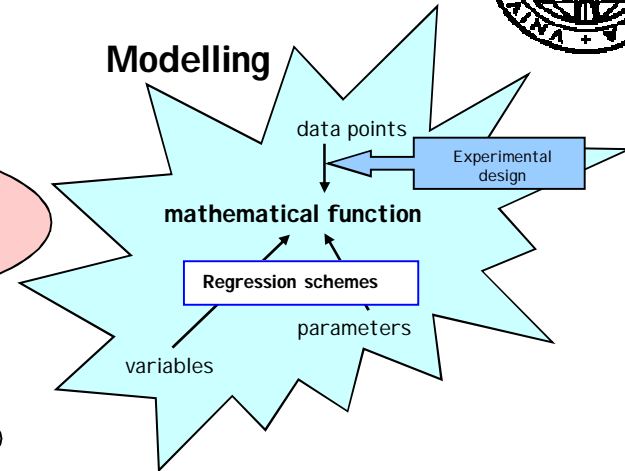 Modelling
data points
Experimental
design
mathematical function
Regression schemes
parameters
variables